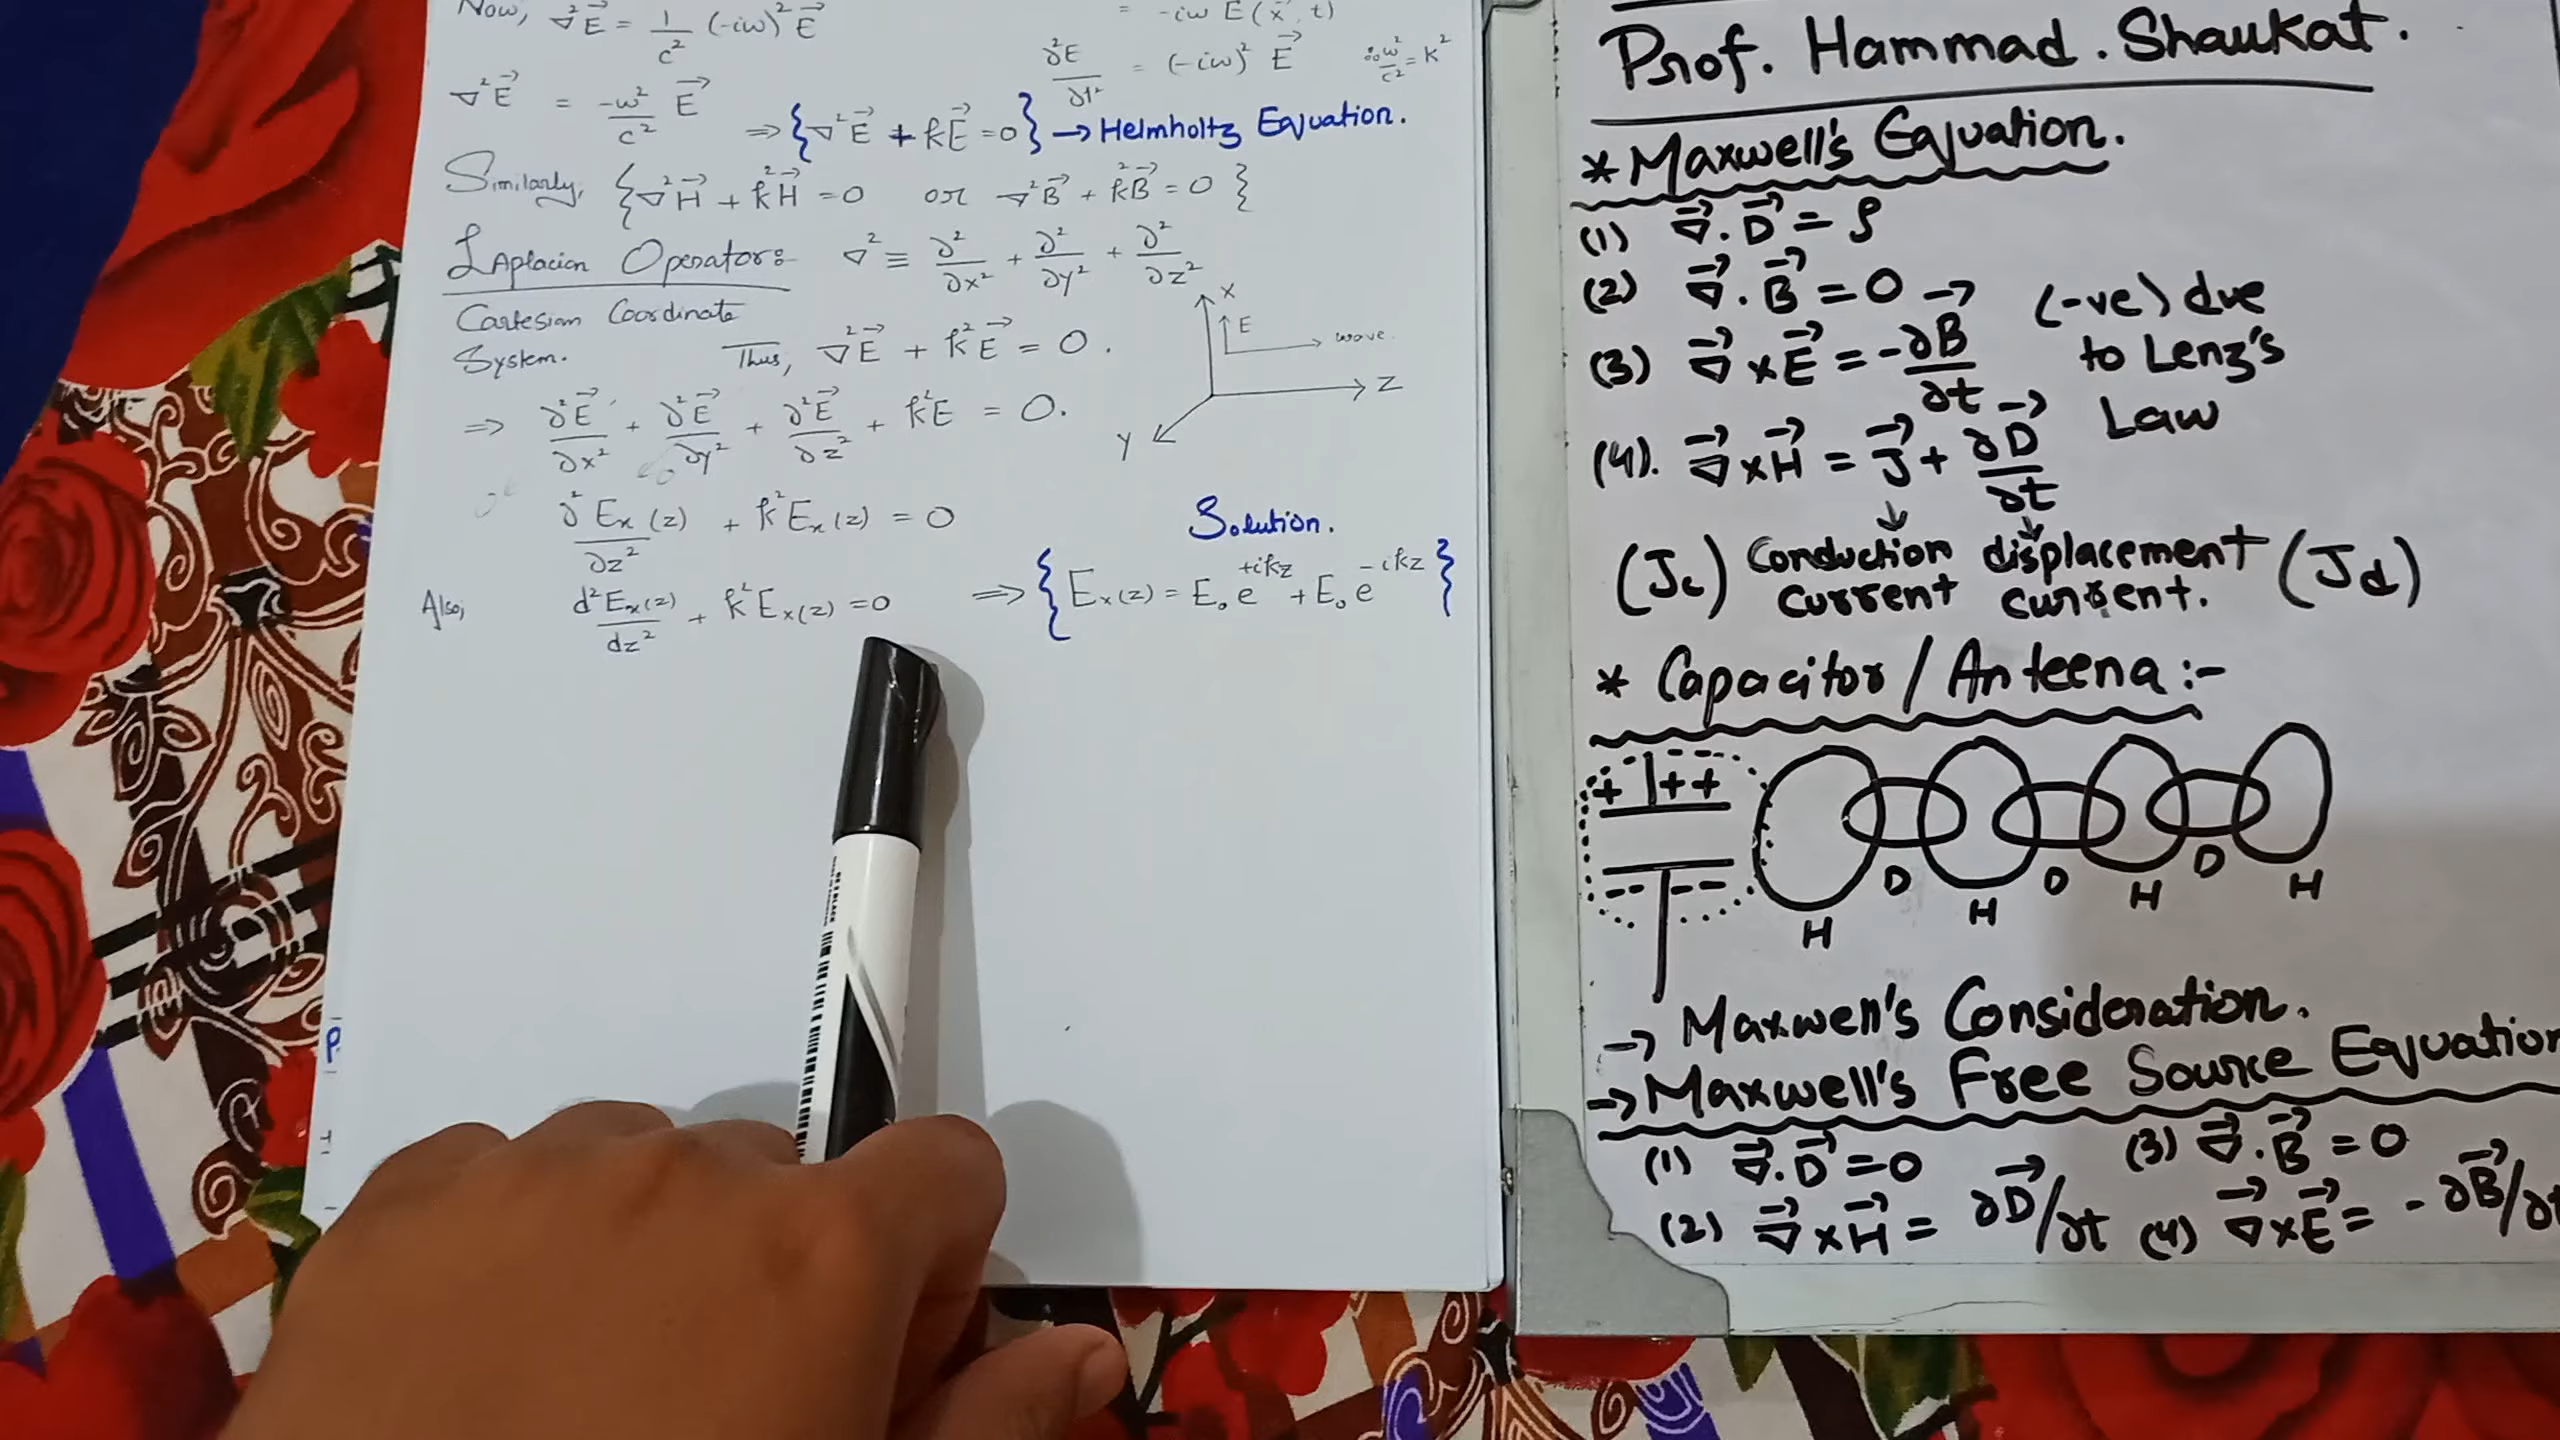 Now, ∇²E⃗ = 1/c² (-iω)² E⃗
= -iω E(x⃗, t)
∇²E⃗ = -ω²/c² E⃗
∂²E/∂t² = (-iω)² E⃗ ∴ω²/c² = K²
⇒ {∇²E⃗ + kE⃗ = 0} → Helmholtz Equation.
Similarly, {∇²H⃗ + k²H⃗ = 0 or ∇²B⃗ + k²B⃗ = 0}
LAplacian Operator: ∇² ≡ ∂²/∂x² + ∂²/∂y² + ∂²/∂z²
Cartesian Coordinate
System. Thus, ∇²E⃗ + k²E⃗ = 0.
X
E
wave.
Z
Y
⇒ ∂²E⃗/∂x² + ∂²E⃗/∂y² + ∂²E⃗/∂z² + k²E = 0.
∂²Ex(z)/∂z² + k²Ex(z) = 0
Solution.
Also, d²Ex(z)/dz² + k²Ex(z) = 0 ⇒ {Ex(z) = E₀e^+ikz + E₀e^-ikz}
P.
Prof. Hammad. Shaukat.
* Maxwell's Equation.
(1) ∇⃗.D⃗ = ρ
(2) ∇⃗.B⃗ = 0
(3) ∇⃗×E⃗ = -∂B⃗/∂t (-ve) due
to Lenz's
Law
(4). ∇⃗×H⃗ = J⃗ + ∂D⃗/∂t
↓ ↓
(Jc) Conduction displacement (Jd)
current current.
* Capacitor/Anteena:-
+ ++
-- --
D D D
H H H H
→ Maxwell's Consideration.
→ Maxwell's Free Source Equation
(1) ∇⃗.D⃗ = 0 (3) ∇⃗.B⃗ = 0
(2) ∇⃗×H⃗ = ∂D⃗/∂t (4) ∇⃗×E⃗ = -∂B⃗/∂t